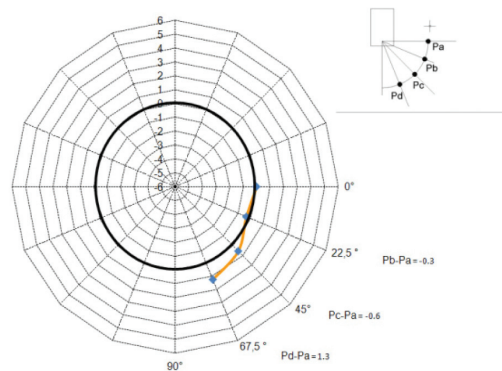 6
5
4
3
2
1
0
-1
-2
-3
-4
-5
-6
0°
22,5 °
45°
67,5 °
90°
Pb-Pa = -0.3
Pc-Pa = -0.6
Pd-Pa = 1.3
Pa
Pb
Pc
Pd